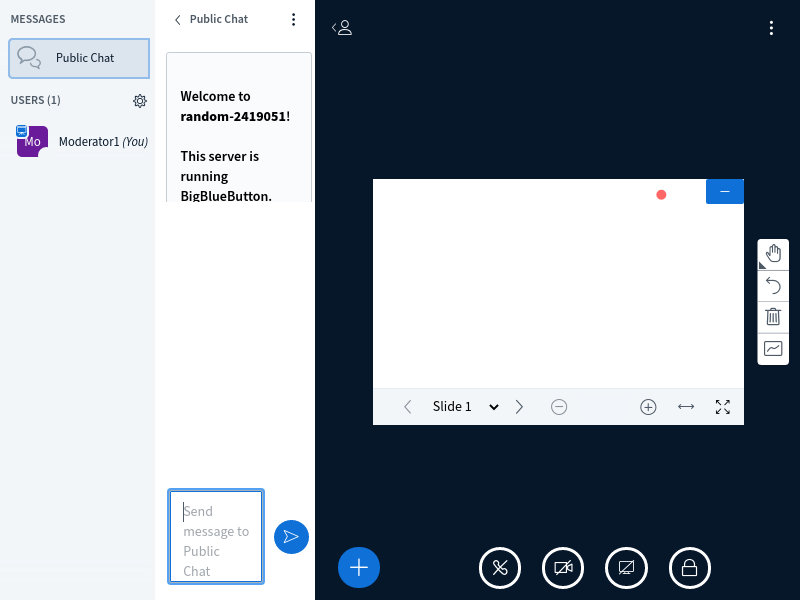 MESSAGES
Public Chat
USERS (1)
Mo
Moderator1 (You)
Public Chat
Welcome to
random-2419051!
This server is
running
BigBlueButton.
Send
message to
Public
Chat
Slide 1